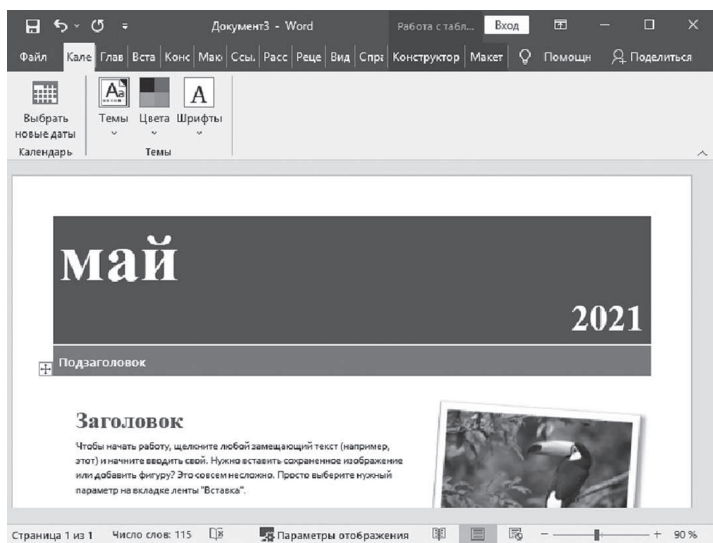 Документ3 - Word
Работа с табл...
Вход
Файл Кале Глав Вста Конс Мак Ссы. Расс Реце Вид Спра Конструктор Макет Помощн Поделиться
Aa
A
Выбрать
новые даты
Темы Цвета Шрифты
Календарь
Темы
май
2021
Подзаголовок
Заголовок
Чтобы начать работу, щелкните любой замещающий текст (например,
этот) и начните вводить свой. Нужно вставить сохраненное изображение
или добавить фигуру? Это совсем несложно. Просто выберите нужный
параметр на вкладке ленты "Вставка".
Страница 1 из 1 Число слов: 115 Параметры отображения 90 %